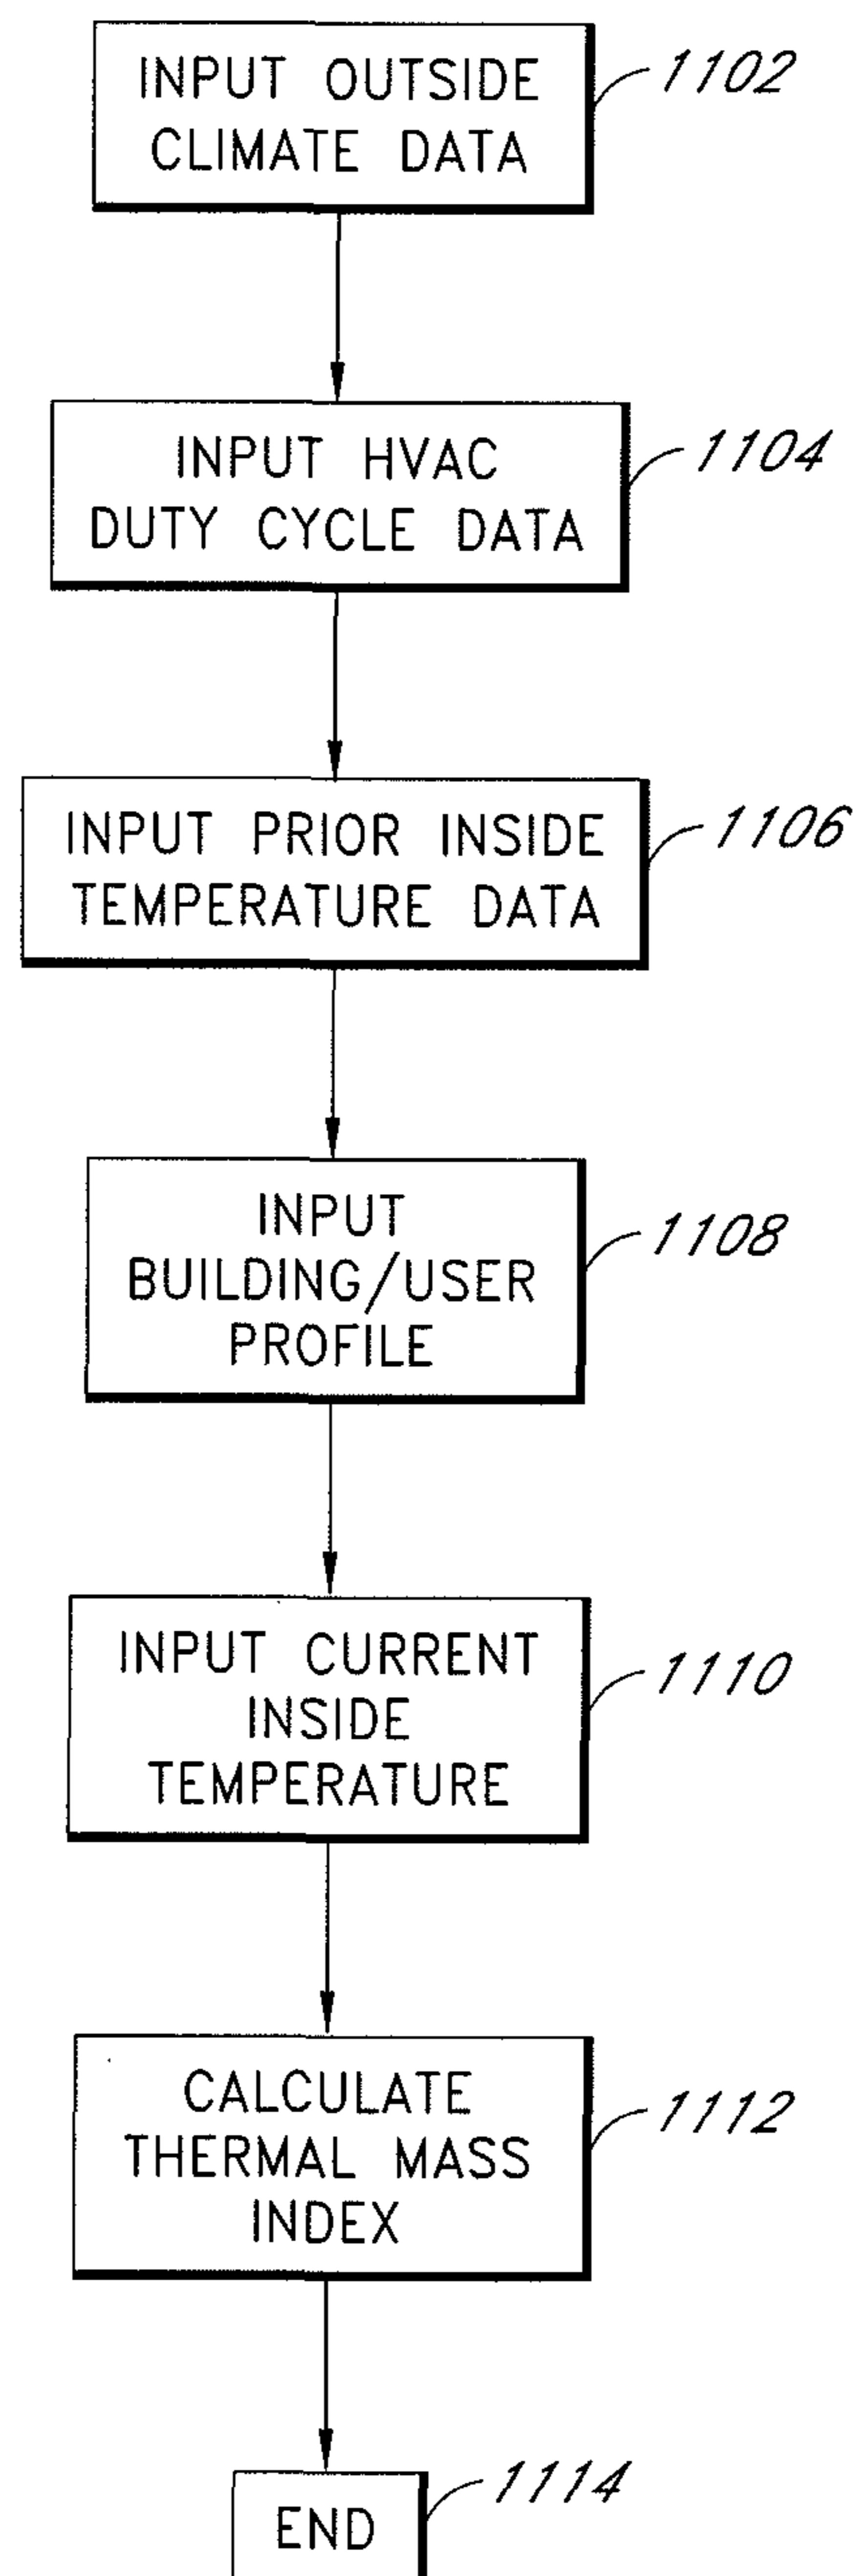 INPUT OUTSIDE
CLIMATE DATA
1102
INPUT HVAC
DUTY CYCLE DATA
1104
INPUT PRIOR INSIDE
TEMPERATURE DATA
1106
INPUT
BUILDING/USER
PROFILE
1108
INPUT CURRENT
INSIDE
TEMPERATURE
1110
CALCULATE
THERMAL MASS
INDEX
1112
END
1114